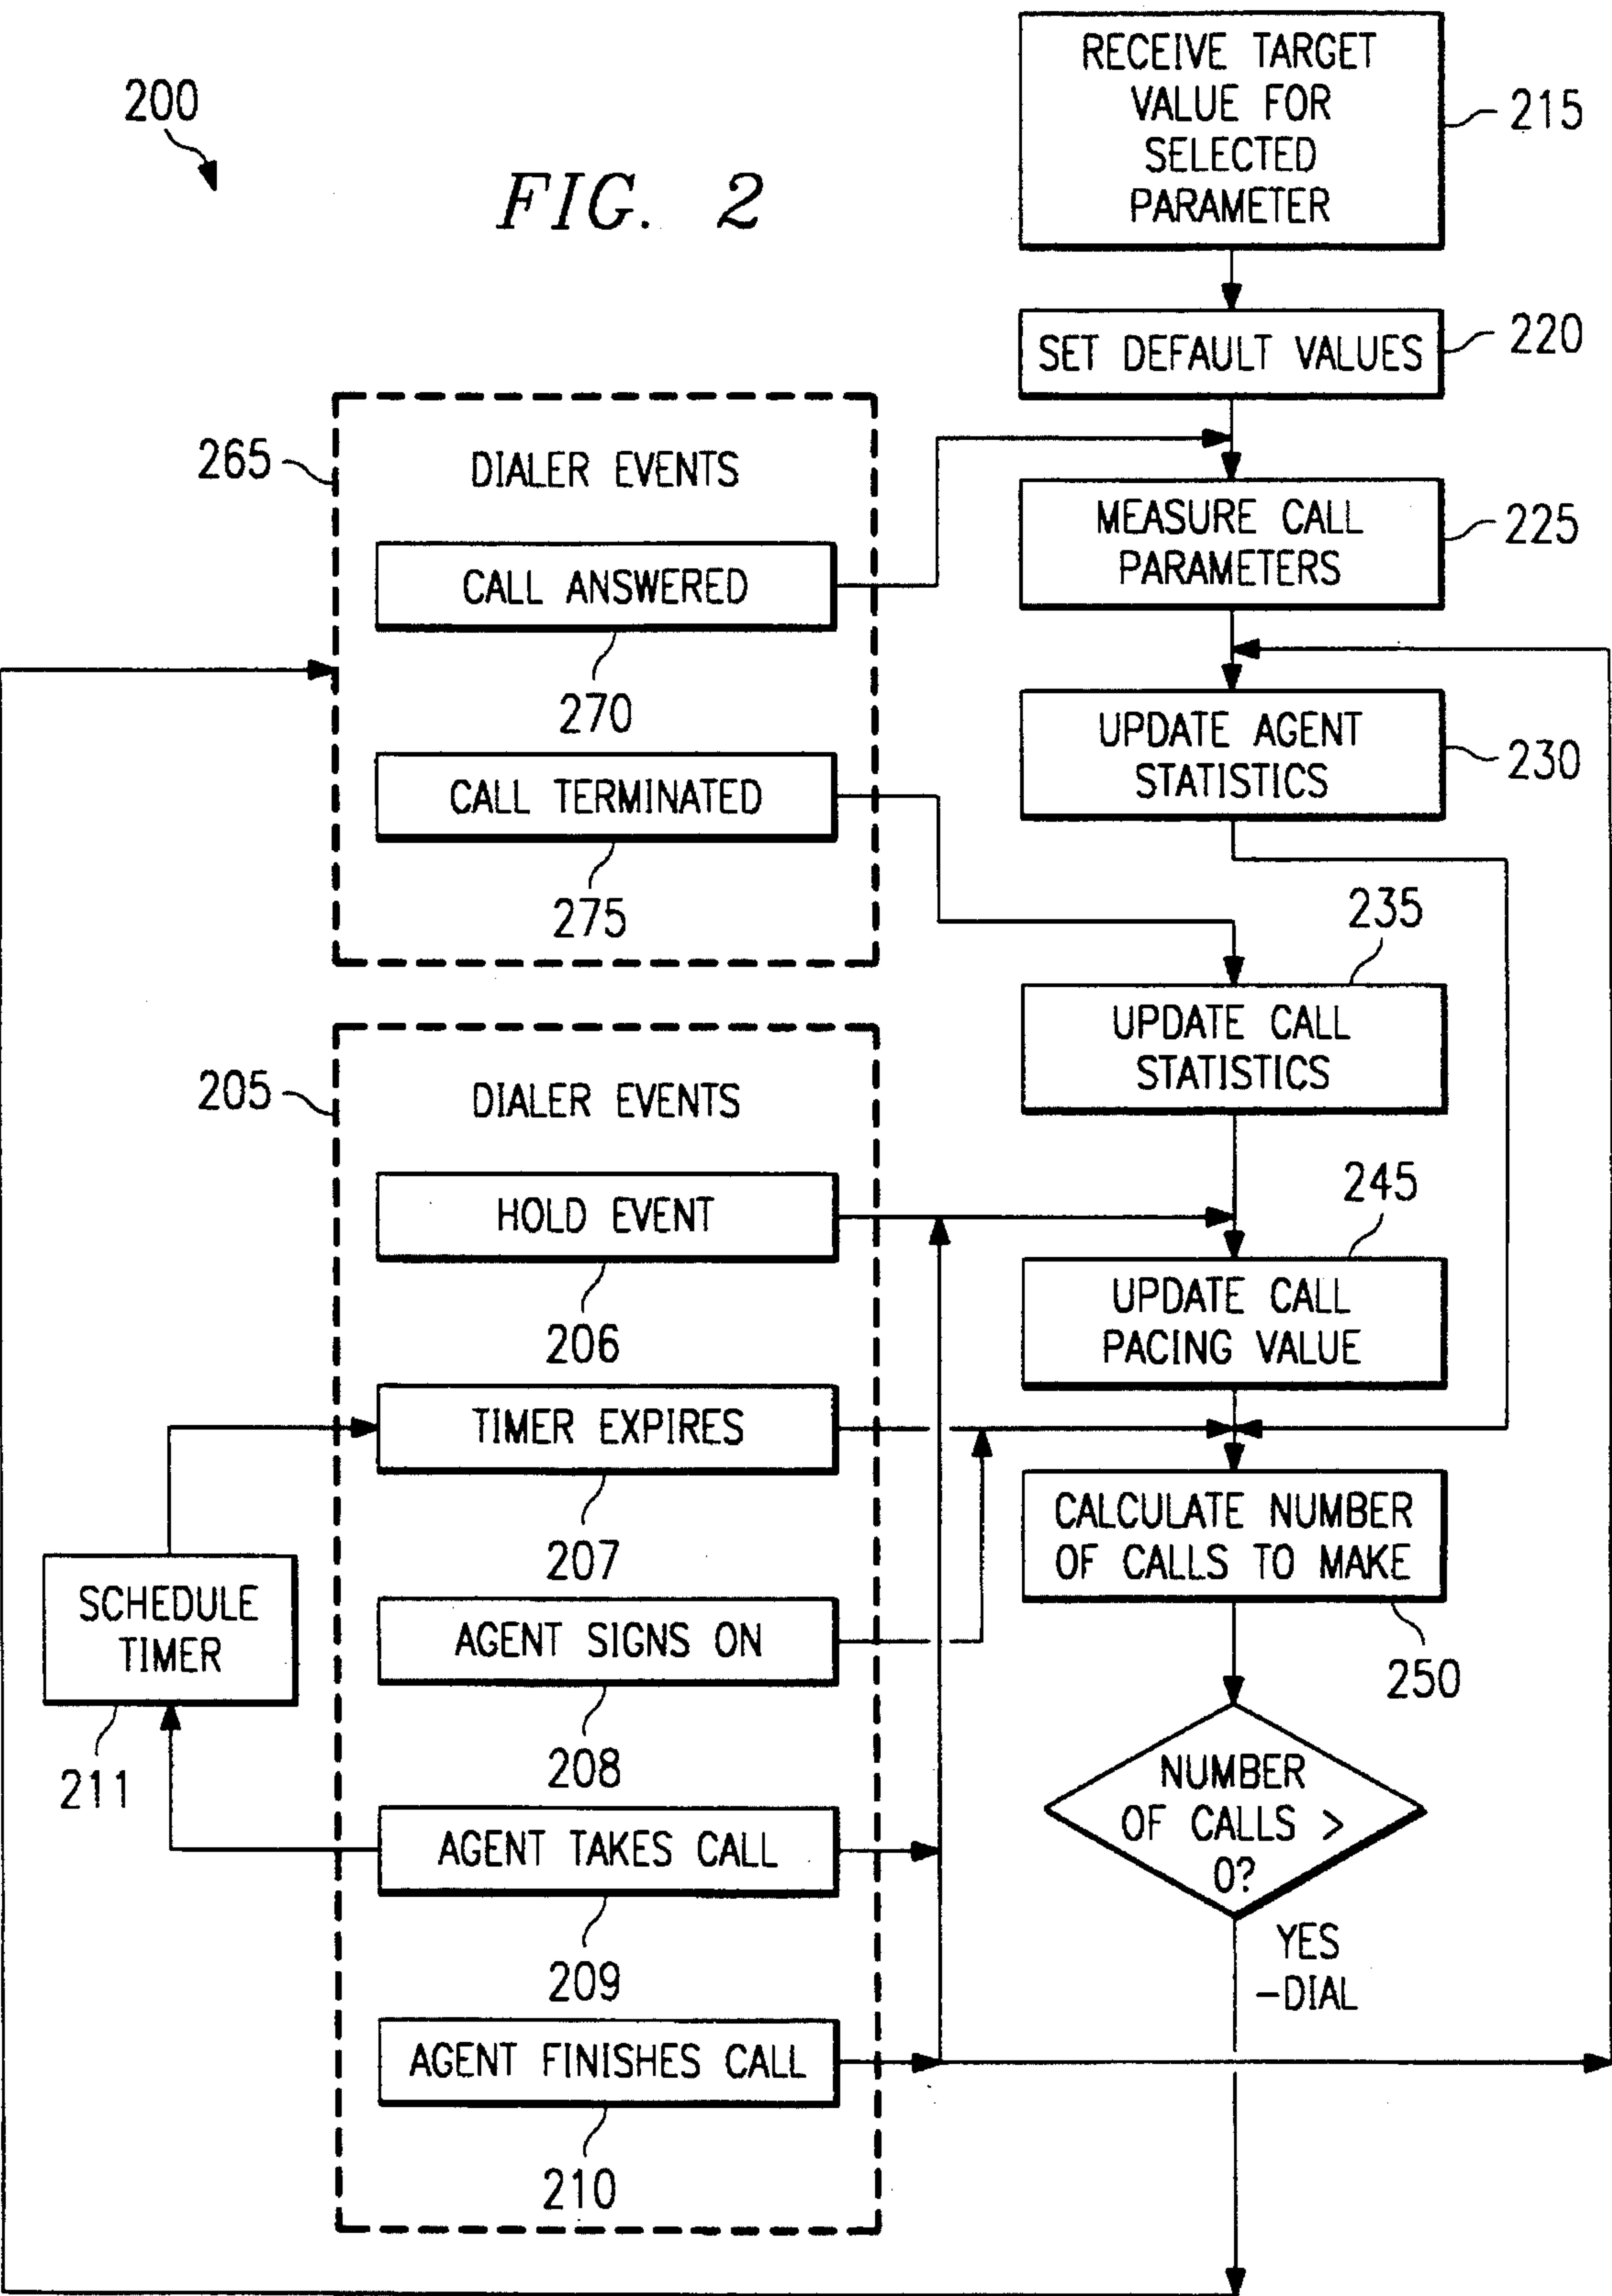 200
FIG. 2
RECEIVE TARGET
VALUE FOR
SELECTED
PARAMETER
215
SET DEFAULT VALUES
220
265
DIALER EVENTS
CALL ANSWERED
270
CALL TERMINATED
275
MEASURE CALL
PARAMETERS
225
UPDATE AGENT
STATISTICS
230
235
UPDATE CALL
STATISTICS
205
DIALER EVENTS
HOLD EVENT
206
TIMER EXPIRES
207
AGENT SIGNS ON
208
AGENT TAKES CALL
209
AGENT FINISHES CALL
210
SCHEDULE
TIMER
211
245
UPDATE CALL
PACING VALUE
CALCULATE NUMBER
OF CALLS TO MAKE
250
NUMBER
OF CALLS >
0?
YES
-DIAL